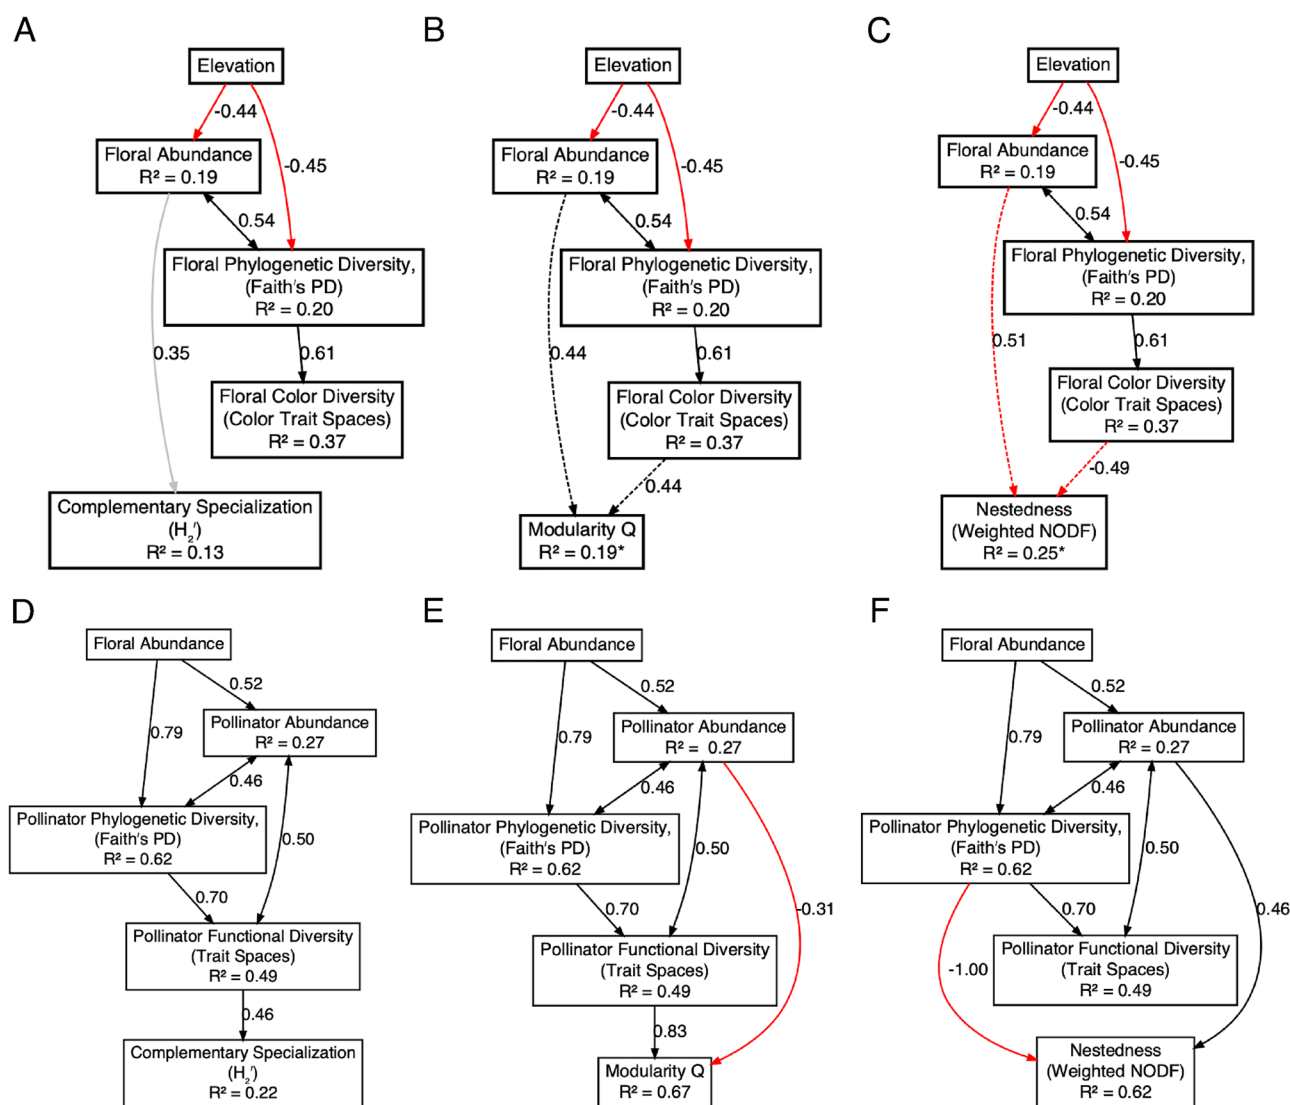 A
Elevation
-0.44
Floral Abundance
R² = 0.19
-0.45
0.54
Floral Phylogenetic Diversity,
(Faith's PD)
R² = 0.20
0.35
0.61
Floral Color Diversity
(Color Trait Spaces)
R² = 0.37
Complementary Specialization
(H₂')
R² = 0.13
B
Elevation
-0.44
Floral Abundance
R² = 0.19
-0.45
0.54
Floral Phylogenetic Diversity,
(Faith's PD)
R² = 0.20
0.44
0.61
Floral Color Diversity
(Color Trait Spaces)
R² = 0.37
0.44
Modularity Q
R² = 0.19*
C
Elevation
-0.44
Floral Abundance
R² = 0.19
-0.45
0.54
Floral Phylogenetic Diversity,
(Faith's PD)
R² = 0.20
0.51
0.61
Floral Color Diversity
(Color Trait Spaces)
R² = 0.37
-0.49
Nestedness
(Weighted NODF)
R² = 0.25*
D
Floral Abundance
0.52
Pollinator Abundance
R² = 0.27
0.79
0.46
Pollinator Phylogenetic Diversity,
(Faith's PD)
R² = 0.62
0.50
0.70
Pollinator Functional Diversity
(Trait Spaces)
R² = 0.49
0.46
Complementary Specialization
(H₂')
R² = 0.22
E
Floral Abundance
0.52
Pollinator Abundance
R² = 0.27
0.79
0.46
Pollinator Phylogenetic Diversity,
(Faith's PD)
R² = 0.62
0.50
0.70
-0.31
Pollinator Functional Diversity
(Trait Spaces)
R² = 0.49
0.83
Modularity Q
R² = 0.67
F
Floral Abundance
0.52
Pollinator Abundance
R² = 0.27
0.79
0.46
Pollinator Phylogenetic Diversity,
(Faith's PD)
R² = 0.62
0.50
0.70
0.46
Pollinator Functional Diversity
(Trait Spaces)
R² = 0.49
-1.00
Nestedness
(Weighted NODF)
R² = 0.62